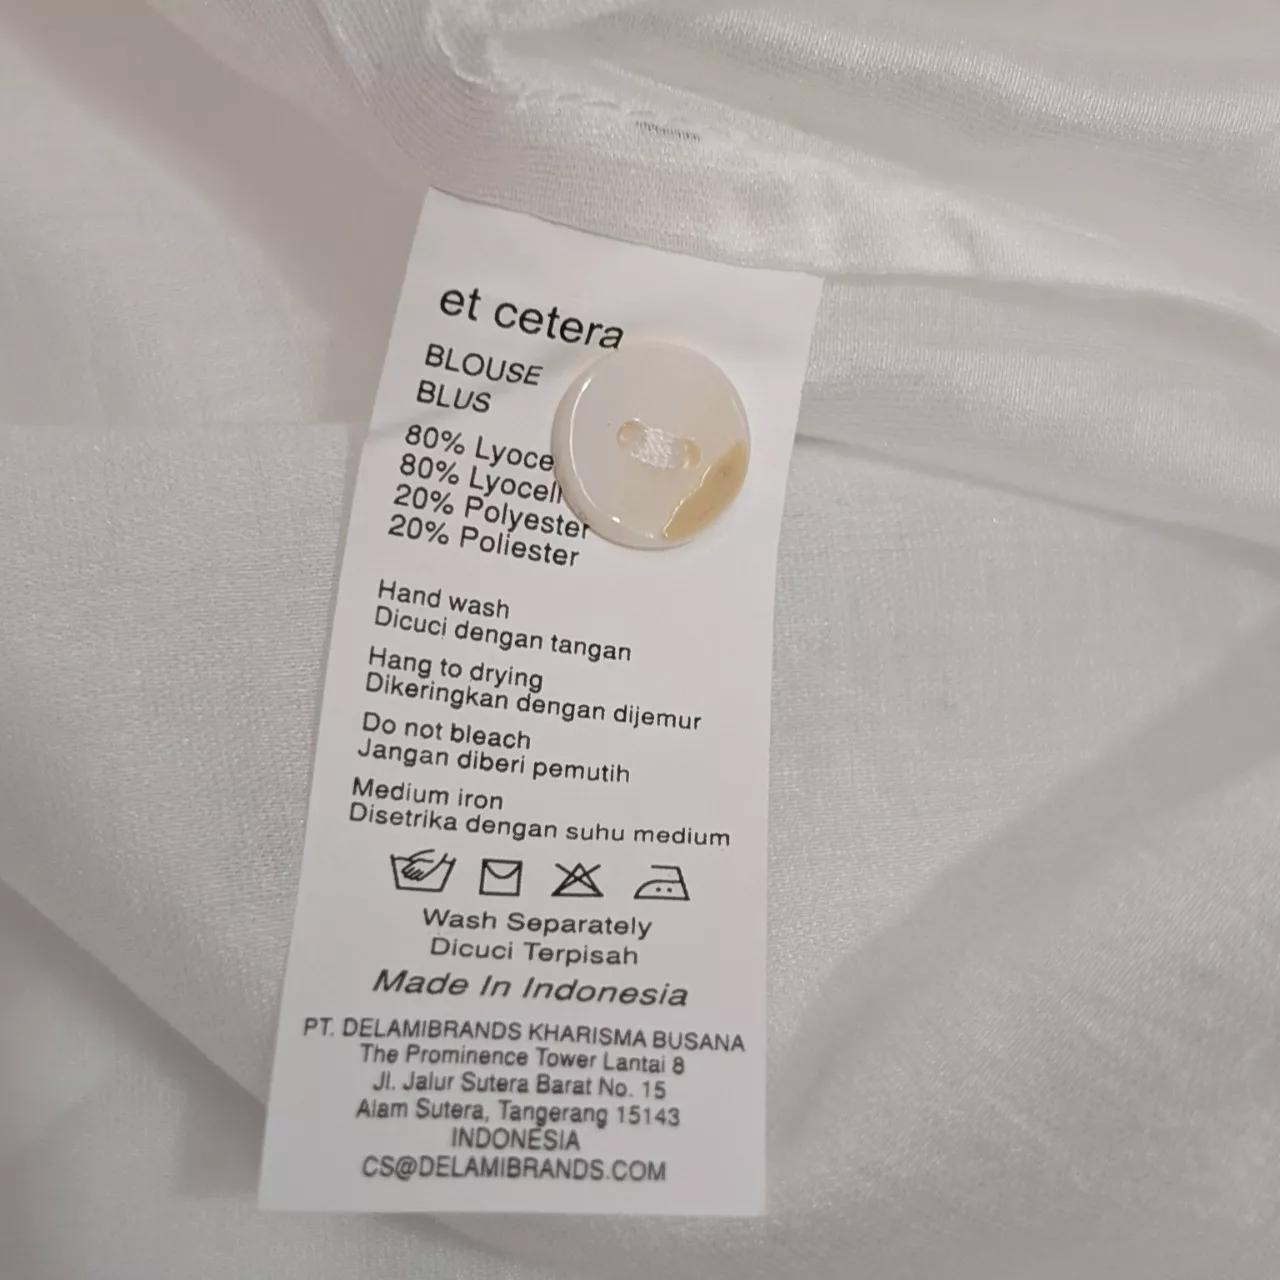 et cetera
BLOUSE
BLUS
80% Lyoce
80% Lyocell
20% Polyester
20% Poliester
Hand wash
Dicuci dengan tangan
Hang to drying
Dikeringkan dengan dijemur
Do not bleach
Jangan diberi pemutih
Medium iron
Disetrika dengan suhu medium
Wash Separately
Dicuci Terpisah
Made In Indonesia
PT. DELAMIBRANDS KHARISMA BUSANA
The Prominence Tower Lantai 8
Jl. Jalur Sutera Barat No. 15
Alam Sutera, Tangerang 15143
INDONESIA
CS@DELAMIBRANDS.COM